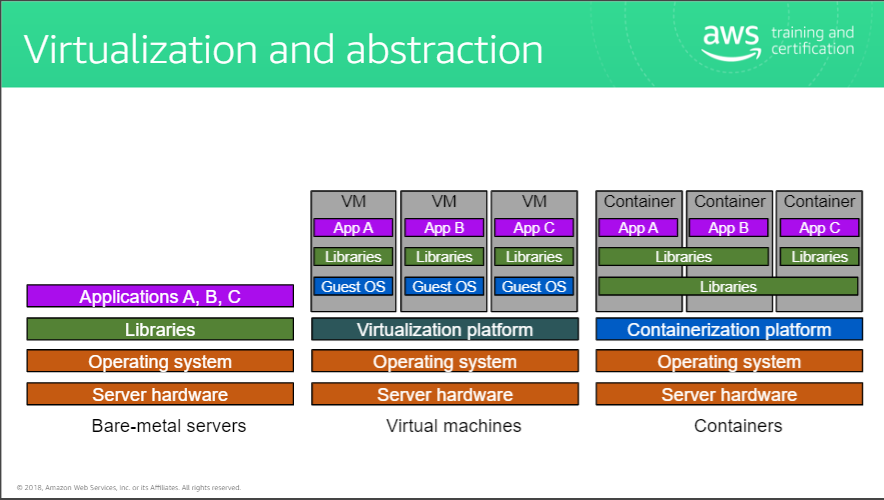 Virtualization and abstraction
aws training and
certification
VM VM VM
App A App B App C
Libraries Libraries Libraries
Guest OS Guest OS Guest OS
Container Container Container
App A App B App C
Libraries Libraries
Libraries
Applications A, B, C
Libraries
Operating system
Server hardware
Bare-metal servers
Virtualization platform
Operating system
Server hardware
Virtual machines
Containerization platform
Operating system
Server hardware
Containers
© 2018, Amazon Web Services, Inc. or its Affiliates. All rights reserved.